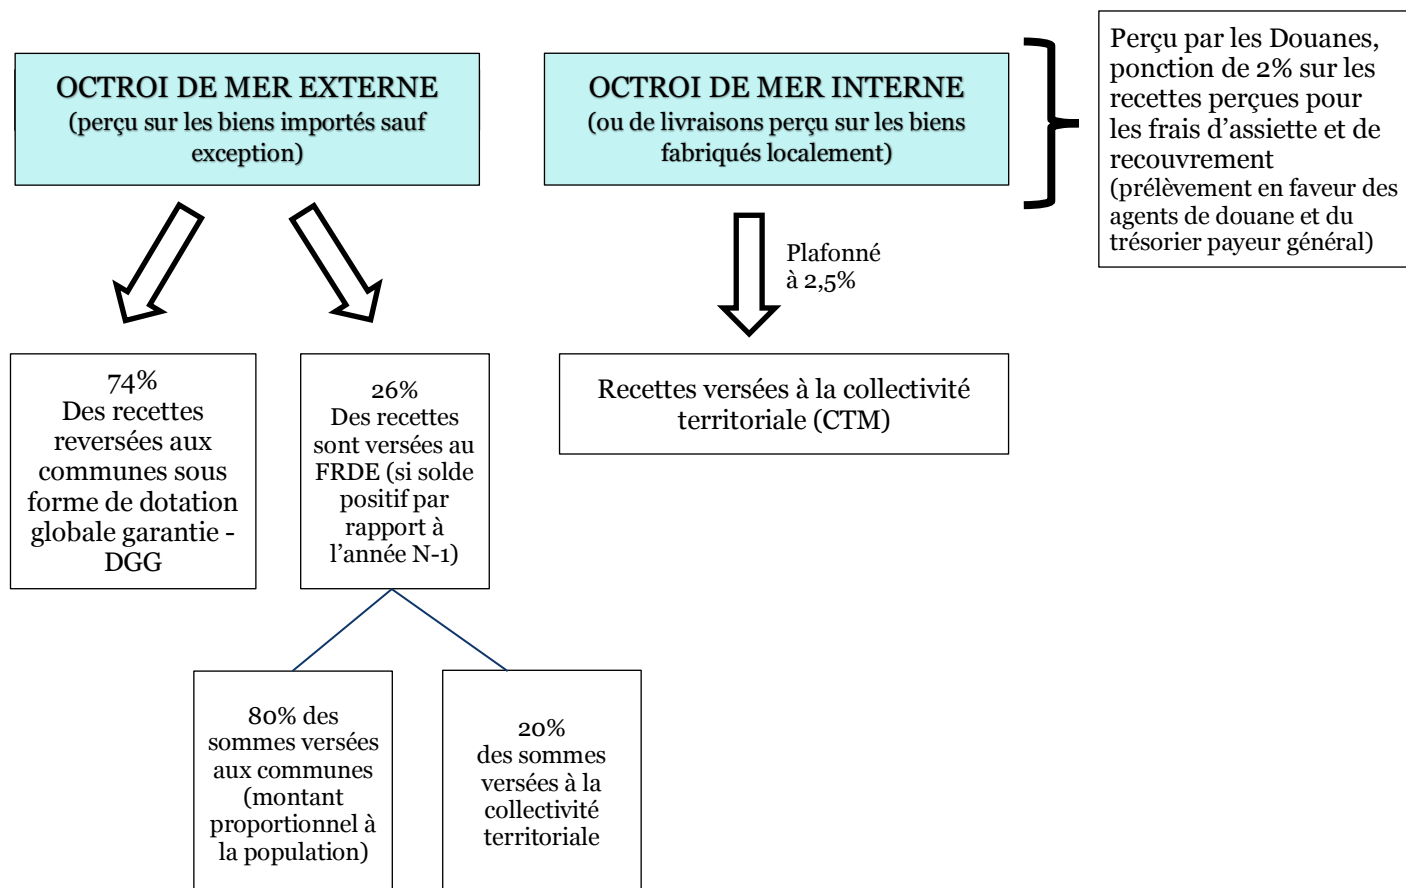 OCTROI DE MER EXTERNE
(perçu sur les biens importés sauf
exception)
OCTROI DE MER INTERNE
(ou de livraisons perçu sur les biens
fabriqués localement)
Perçu par les Douanes,
ponction de 2% sur les
recettes perçues pour
les frais d’assiette et de
recouvrement
(prélèvement en faveur des
agents de douane et du
trésorier payeur général)
Plafonné
à 2,5%
74%
Des recettes
reversées aux
communes sous
forme de dotation
globale garantie -
DGG
26%
Des recettes
sont versées au
FRDE (si solde
positif par
rapport à
l’année N-1)
Recettes versées à la collectivité
territoriale (CTM)
80% des
sommes versées
aux communes
(montant
proportionnel à
la population)
20%
des sommes
versées à la
collectivité
territoriale